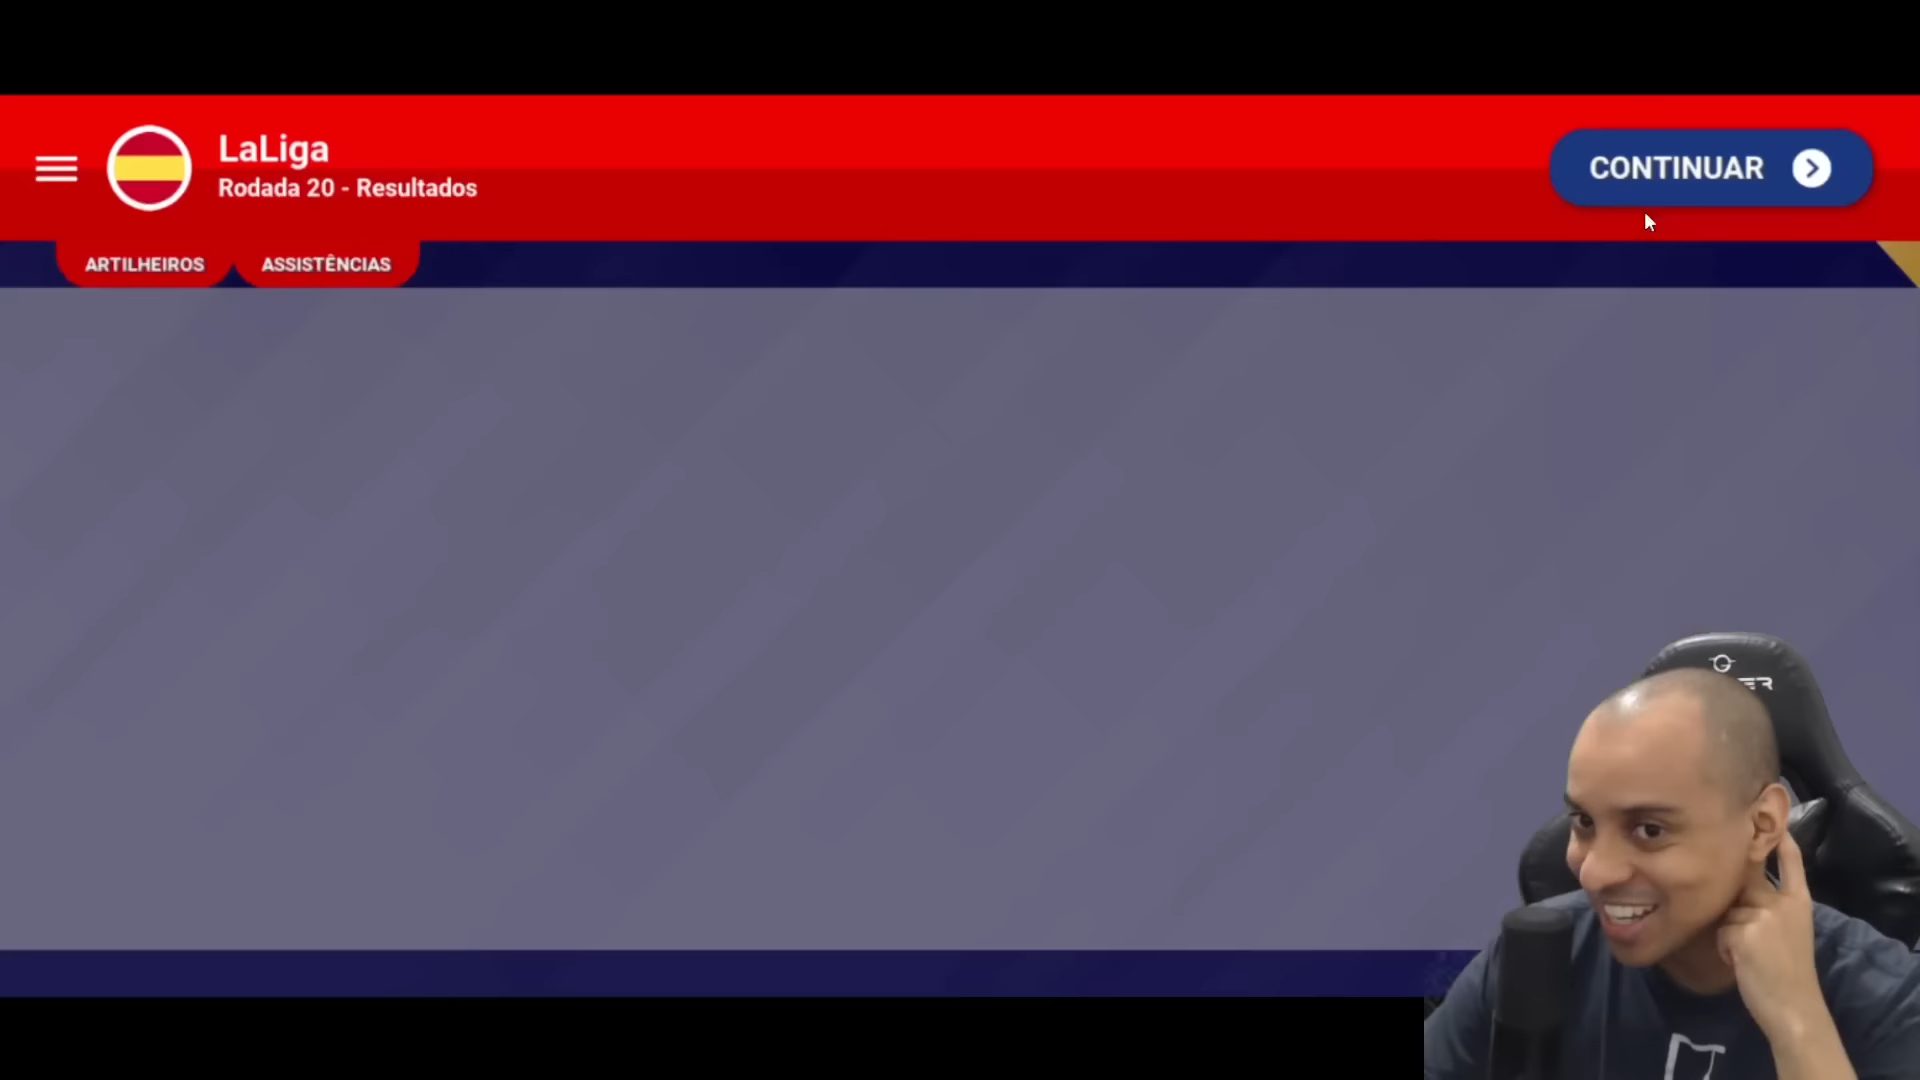 LaLiga
Rodada 20 - Resultados
CONTINUAR
ARTILHEIROS
ASSISTÊNCIAS